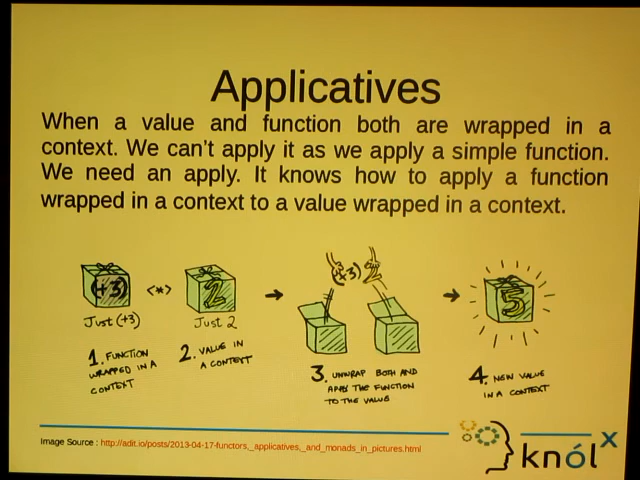 Applicatives
When a value and function both are wrapped in a
context. We can't apply it as we apply a simple function.
We need an apply. It knows how to apply a function
wrapped in a context to a value wrapped in a context.
(+3) <*> 2 (+3) 2 5
Just (+3) Just 2
1. FUNCTION
WRAPPED IN A
CONTEXT
2. VALUE IN
A CONTEXT
3. UNWRAP BOTH AND
APPLY THE FUNCTION
TO THE VALUE
4. NEW VALUE
IN A CONTEXT
Image Source : http://adit.io/posts/2013-04-17-functors,_applicatives,_and_monads_in_pictures.html
knólx